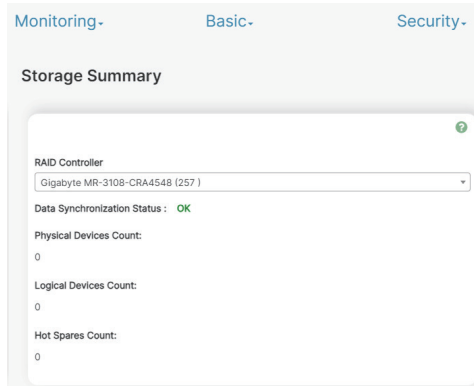 Monitoring Basic Security
Storage Summary
RAID Controller
Gigabyte MR-3108-CRA4548 (257 )
Data Synchronization Status : OK
Physical Devices Count:
0
Logical Devices Count:
0
Hot Spares Count:
0